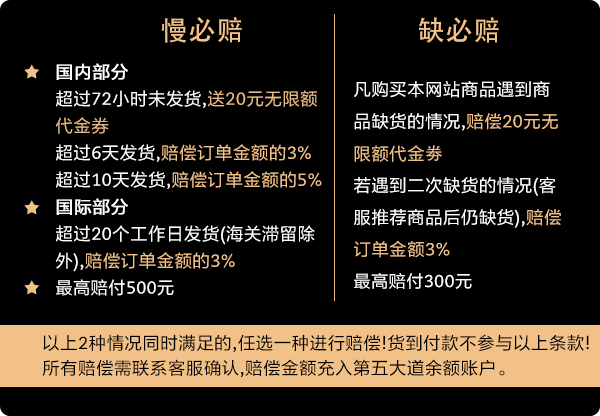 慢必赔
国内部分
超过72小时未发货,送20元无限额
代金券
超过6天发货,赔偿订单金额的3%
超过10天发货,赔偿订单金额的5%
国际部分
超过20个工作日发货(海关滞留除
外),赔偿订单金额的3%
最高赔付500元
缺必赔
凡购买本网站商品遇到商
品缺货的情况,赔偿20元无
限额代金券
若遇到二次缺货的情况(客
服推荐商品后仍缺货),赔偿
订单金额3%
最高赔付300元
以上2种情况同时满足的,任选一种进行赔偿!货到付款不参与以上条款!
所有赔偿需联系客服确认,赔偿金额充入第五大道余额账户。